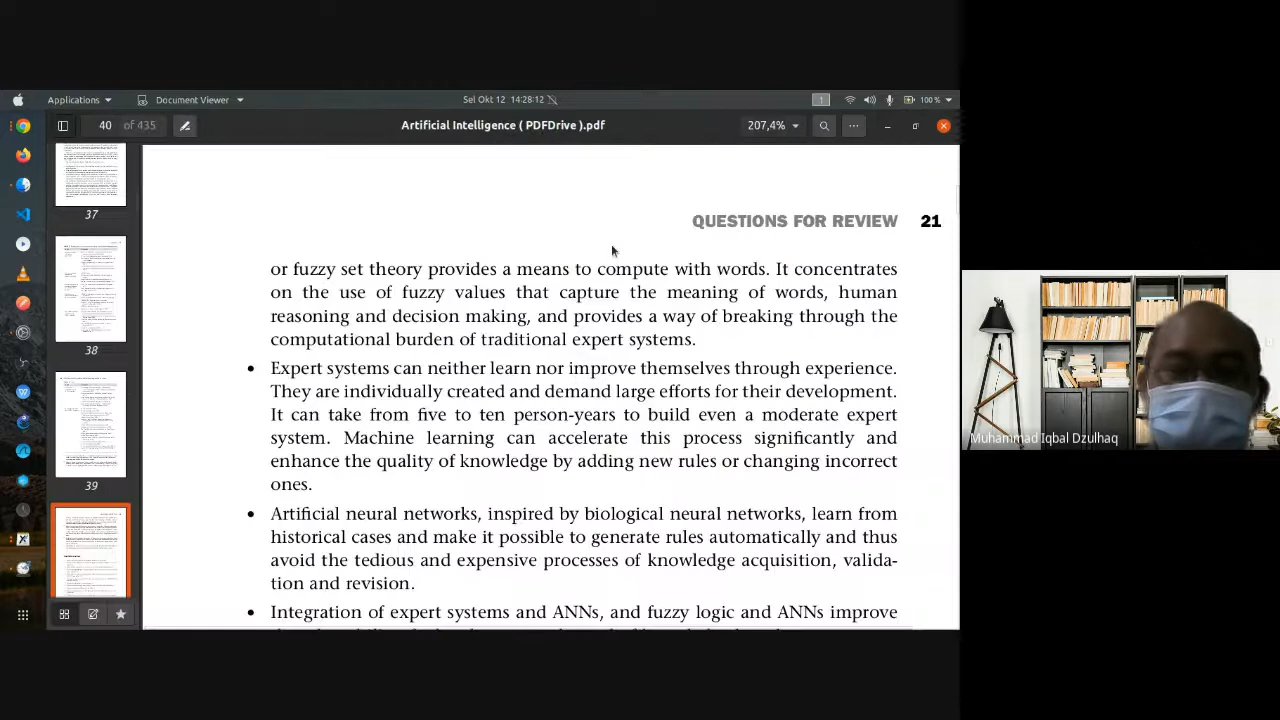 Applications
Document Viewer
Sel Okt 12 14:28:12
1
100 %
40 of 435
Artificial Intelligence ( PDFDrive ).pdf
207,4%
37
38
39
QUESTIONS FOR REVIEW 21
or fuzzy set theory provides a means to compute with words. It concentrates
on the use of fuzzy values that capture the meaning of words, human
reasoning and decision making, and provides a way of breaking through the
computational burden of traditional expert systems.
• Expert systems can neither learn nor improve themselves through experience.
They are individually created and demand large efforts for their development.
It can take from five to ten person-years to build even a moderate expert
system. Machine learning can accelerate this process significantly and
enhance the quality of knowledge by adding new rules or changing incorrect
ones.
• Artificial neural networks, inspired by biological neural networks, learn from
historical cases and make it possible to generate rules automatically and thus
avoid the tedious and expensive processes of knowledge acquisition, valida-
tion and revision.
• Integration of expert systems and ANNs, and fuzzy logic and ANNs improve
Muhammad Iqbal Dzulhaq